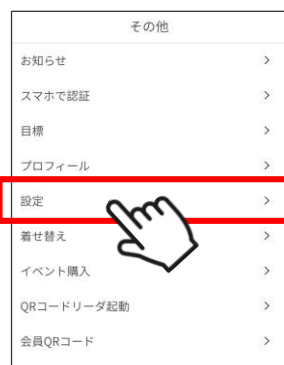 その他
お知らせ
スマホで認証
目標
プロフィール
設定
着せ替え
イベント購入
QRコードリーダ起動
会員QRコード